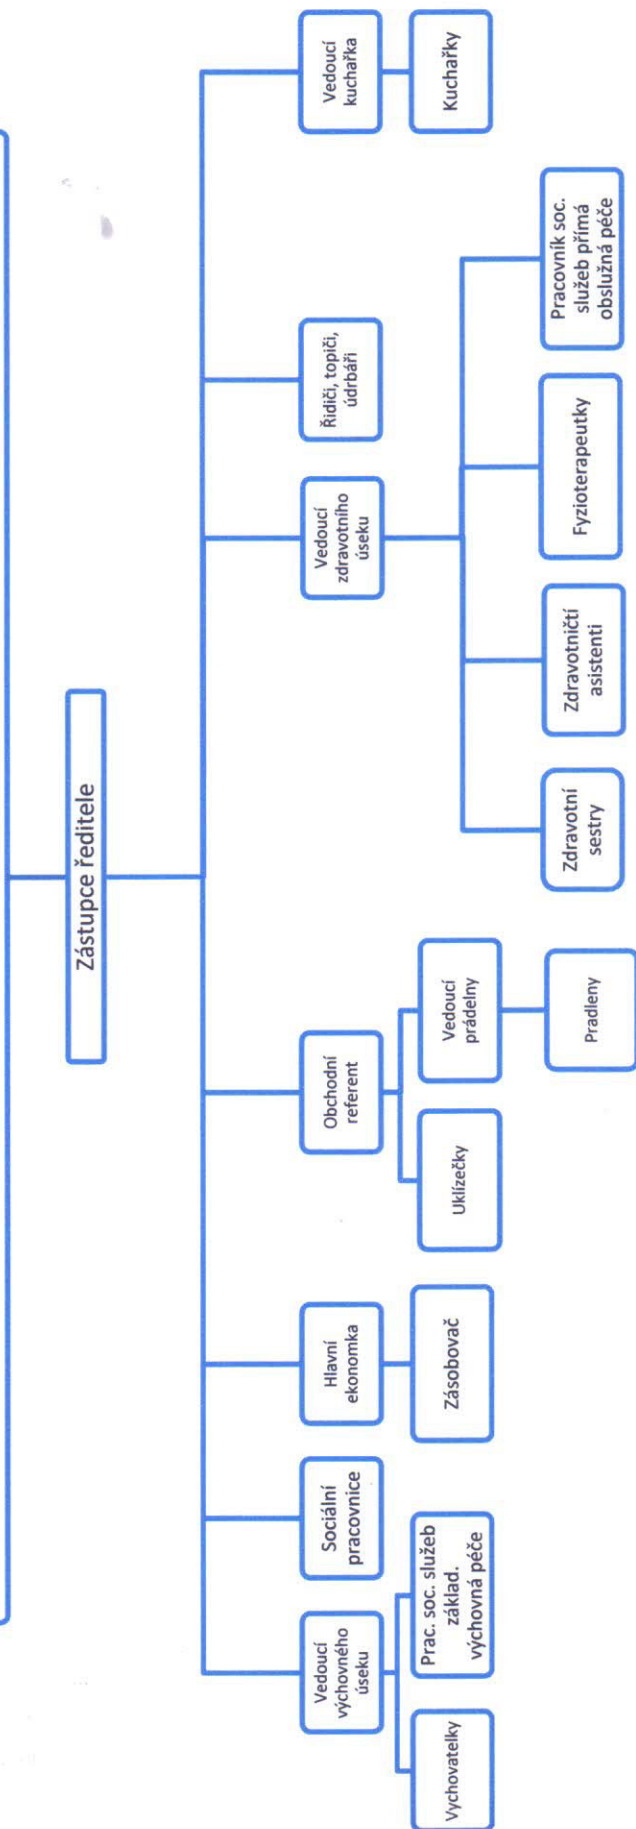 Zástupce ředitele
Vedoucí
výchovného
úseku
Sociální
pracovnice
Hlavní
ekonomka
Obchodní
referent
Vedoucí
zdravotního
úseku
Řidiči, topiči,
údrbáři
Vedoucí
kuchařka
Vychovatelky
Prac. soc. služeb
základ.
výchovná péče
Zásobovač
Uklízečky
Vedoucí
prádelny
Kuchařky
Pradleny
Zdravotní
sestry
Zdravotničtí
asistenti
Fyzioterapeutky
Pracovník soc.
služeb přímá
obslužná péče